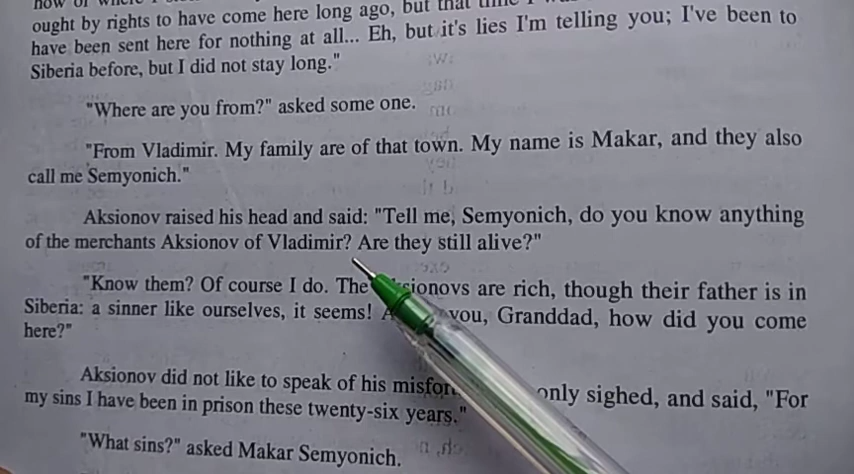 ought by rights to have come here long ago, but that time I
have been sent here for nothing at all... Eh, but it's lies I'm telling you; I've been to
Siberia before, but I did not stay long."
"Where are you from?" asked some one.
"From Vladimir. My family are of that town. My name is Makar, and they also
call me Semyonich."
Aksionov raised his head and said: "Tell me, Semyonich, do you know anything
of the merchants Aksionov of Vladimir? Are they still alive?"
"Know them? Of course I do. The ionovs are rich, though their father is in
Siberia: a sinner like ourselves, it seems! you, Granddad, how did you come
here?"
Aksionov did not like to speak of his misfor only sighed, and said, "For
my sins I have been in prison these twenty-six years."
"What sins?" asked Makar Semyonich.